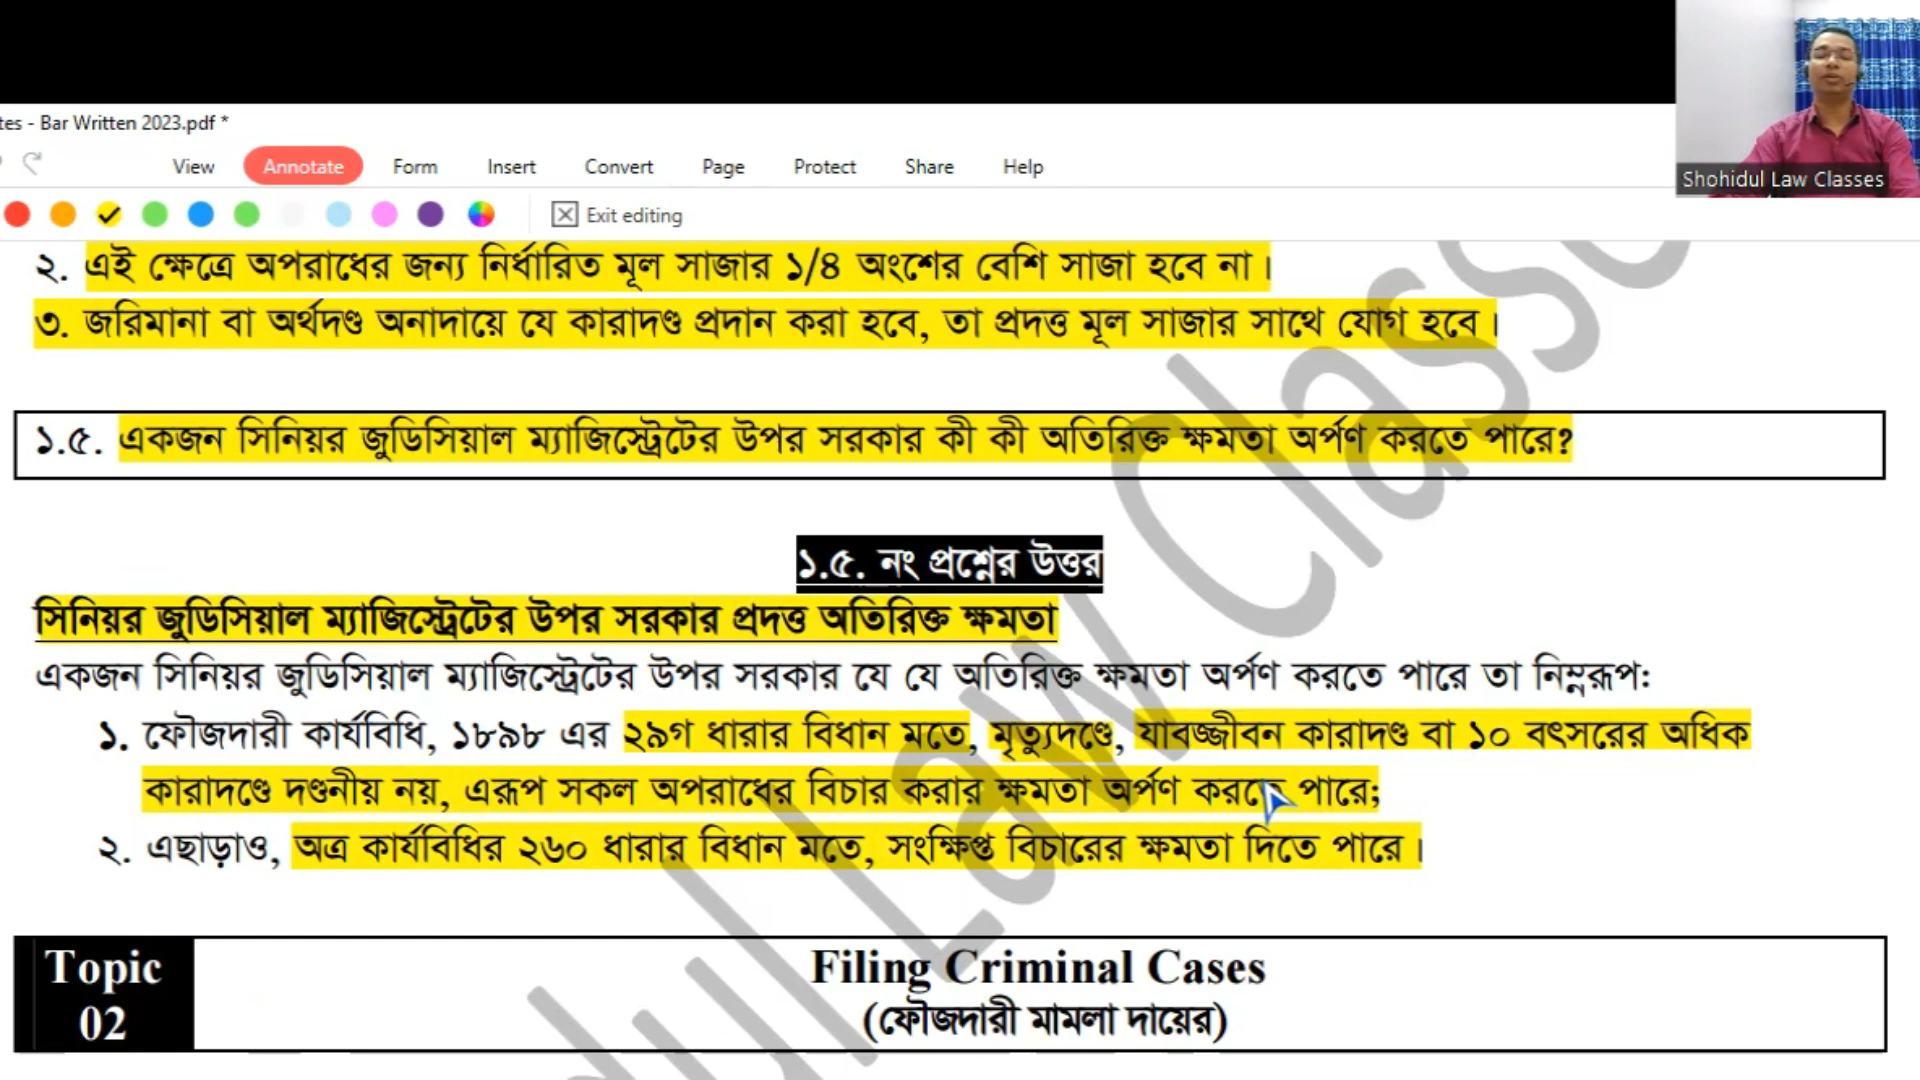 tes - Bar Written 2023.pdf *
View Annotate Form Insert Convert Page Protect Share Help
Exit editing
Shohidul Law Classes
২. এই ক্ষেত্রে অপরাধের জন্য নির্ধারিত মূল সাজার ১/৪ অংশের বেশি সাজা হবে না।
৩. জরিমানা বা অর্থদণ্ড অনাদায়ে যে কারাদণ্ড প্রদান করা হবে, তা প্রদত্ত মূল সাজার সাথে যোগ হবে।
১.৫. একজন সিনিয়র জুডিসিয়াল ম্যাজিস্ট্রেটের উপর সরকার কী কী অতিরিক্ত ক্ষমতা অর্পণ করতে পারে?
১.৫. নং প্রশ্নের উত্তর
সিনিয়র জুডিসিয়াল ম্যাজিস্ট্রেটের উপর সরকার প্রদত্ত অতিরিক্ত ক্ষমতা
একজন সিনিয়র জুডিসিয়াল ম্যাজিস্ট্রেটের উপর সরকার যে যে অতিরিক্ত ক্ষমতা অর্পণ করতে পারে তা নিম্নরূপ:
১. ফৌজদারী কার্যবিধি, ১৮৯৮ এর ২৯গ ধারার বিধান মতে, মৃত্যুদণ্ডে, যাবজ্জীবন কারাদণ্ড বা ১০ বৎসরের অধিক
কারাদণ্ডে দণ্ডনীয় নয়, এরূপ সকল অপরাধের বিচার করার ক্ষমতা অর্পণ করতে পারে;
২. এছাড়াও, অত্র কার্যবিধির ২৬০ ধারার বিধান মতে, সংক্ষিপ্ত বিচারের ক্ষমতা দিতে পারে।
Topic
02
Filing Criminal Cases
(ফৌজদারী মামলা দায়ের)
dul Law Classe